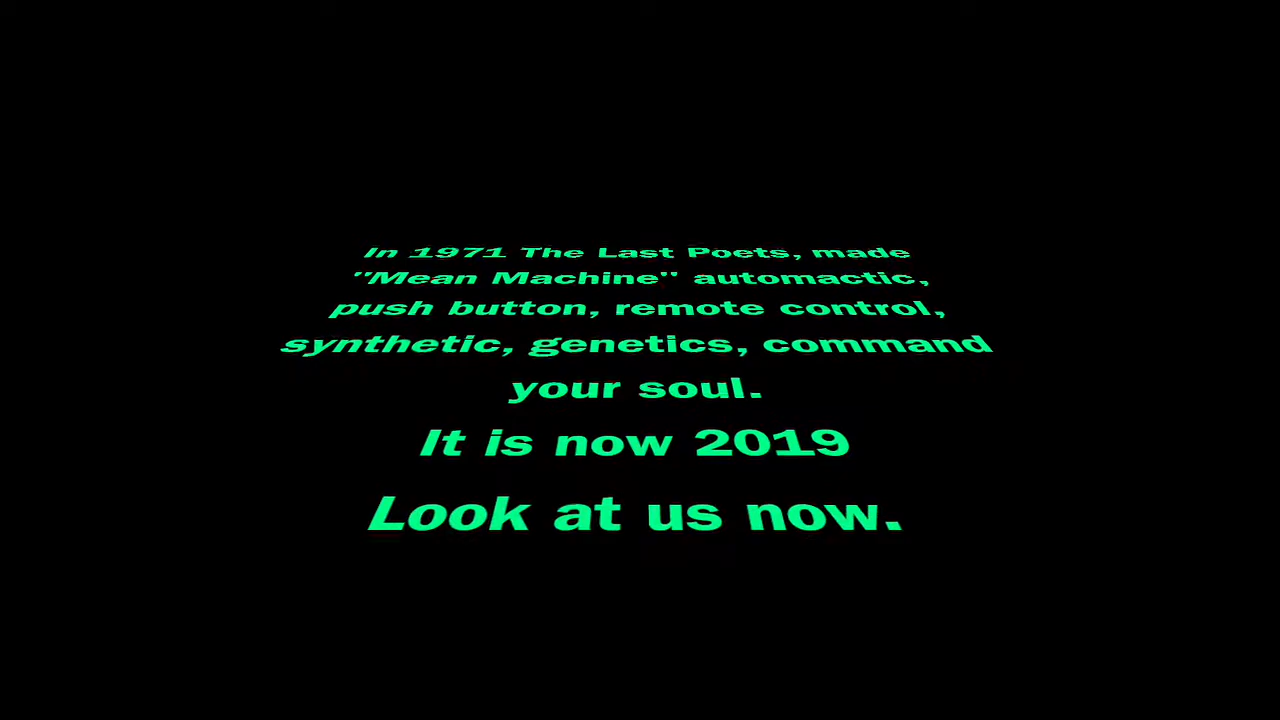 In 1971 The Last Poets, made
"Mean Machine" automactic,
push button, remote control,
synthetic, genetics, command
your soul.
It is now 2019
Look at us now.